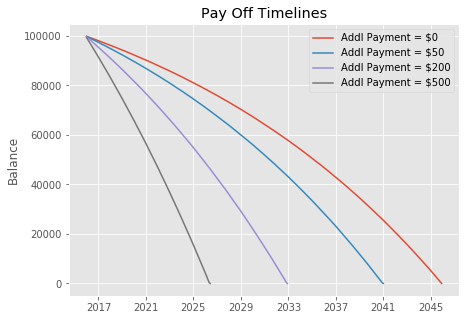 Pay Off Timelines
Addl Payment = $0
Addl Payment = $50
Addl Payment = $200
Addl Payment = $500
Balance
100000
80000
60000
40000
20000
0
2017 2021 2025 2029 2033 2037 2041 2045